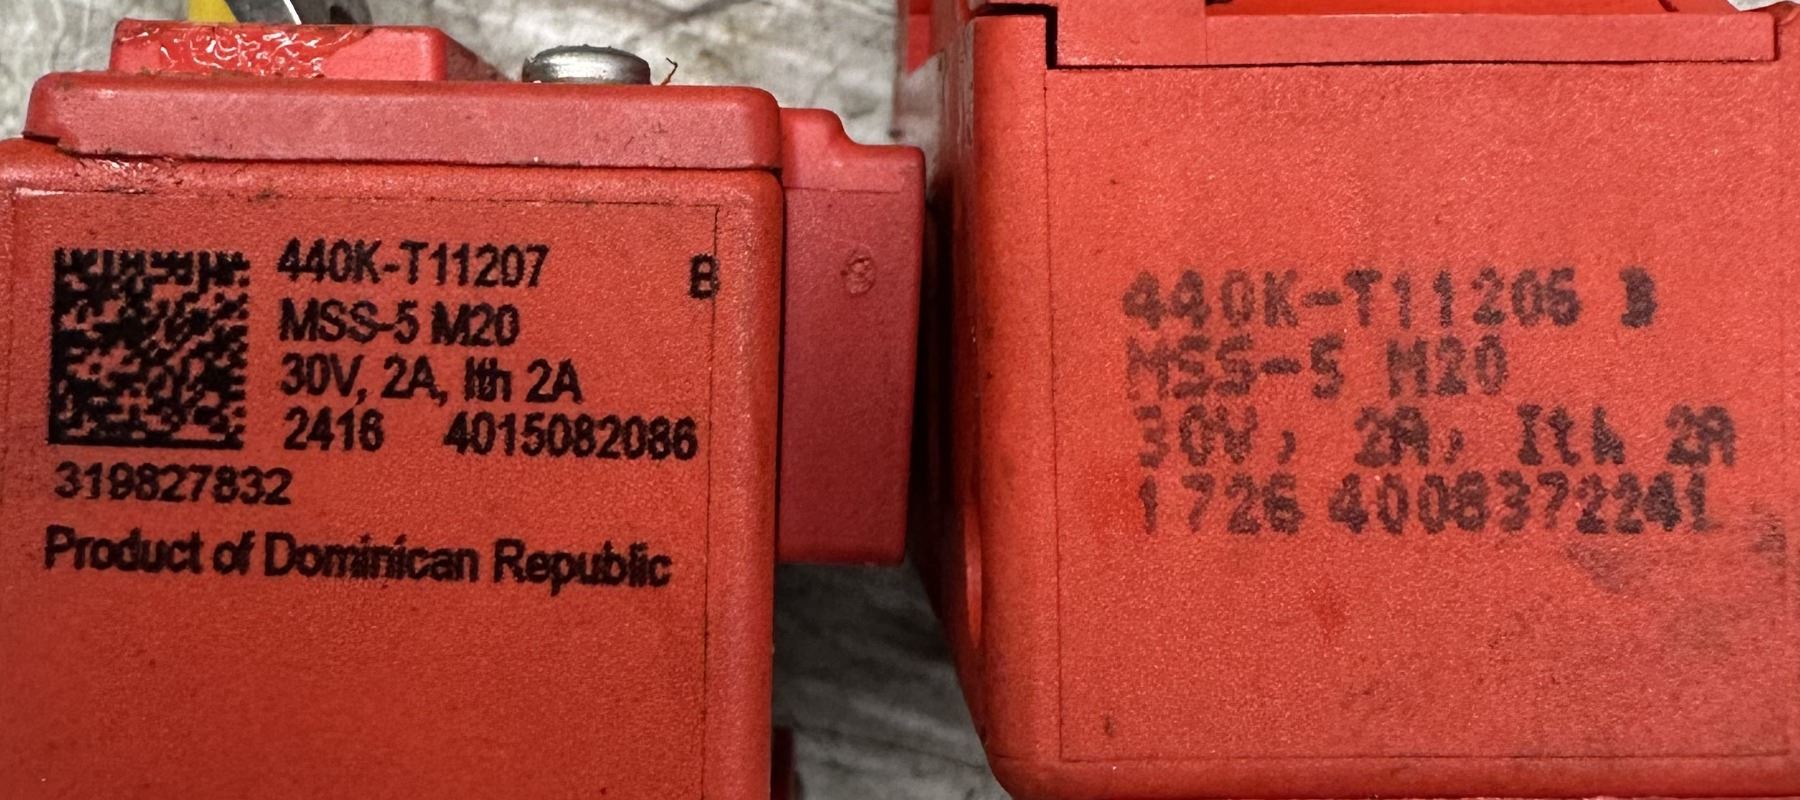 440K-T11207 B
MSS-5 M20
30V, 2A, Ith 2A
2416 4015082086
319827832
Product of Dominican Republic
440K-T11205 B
MSS-5 M20
30V, 2A, Ith 2A
1726 4008372241